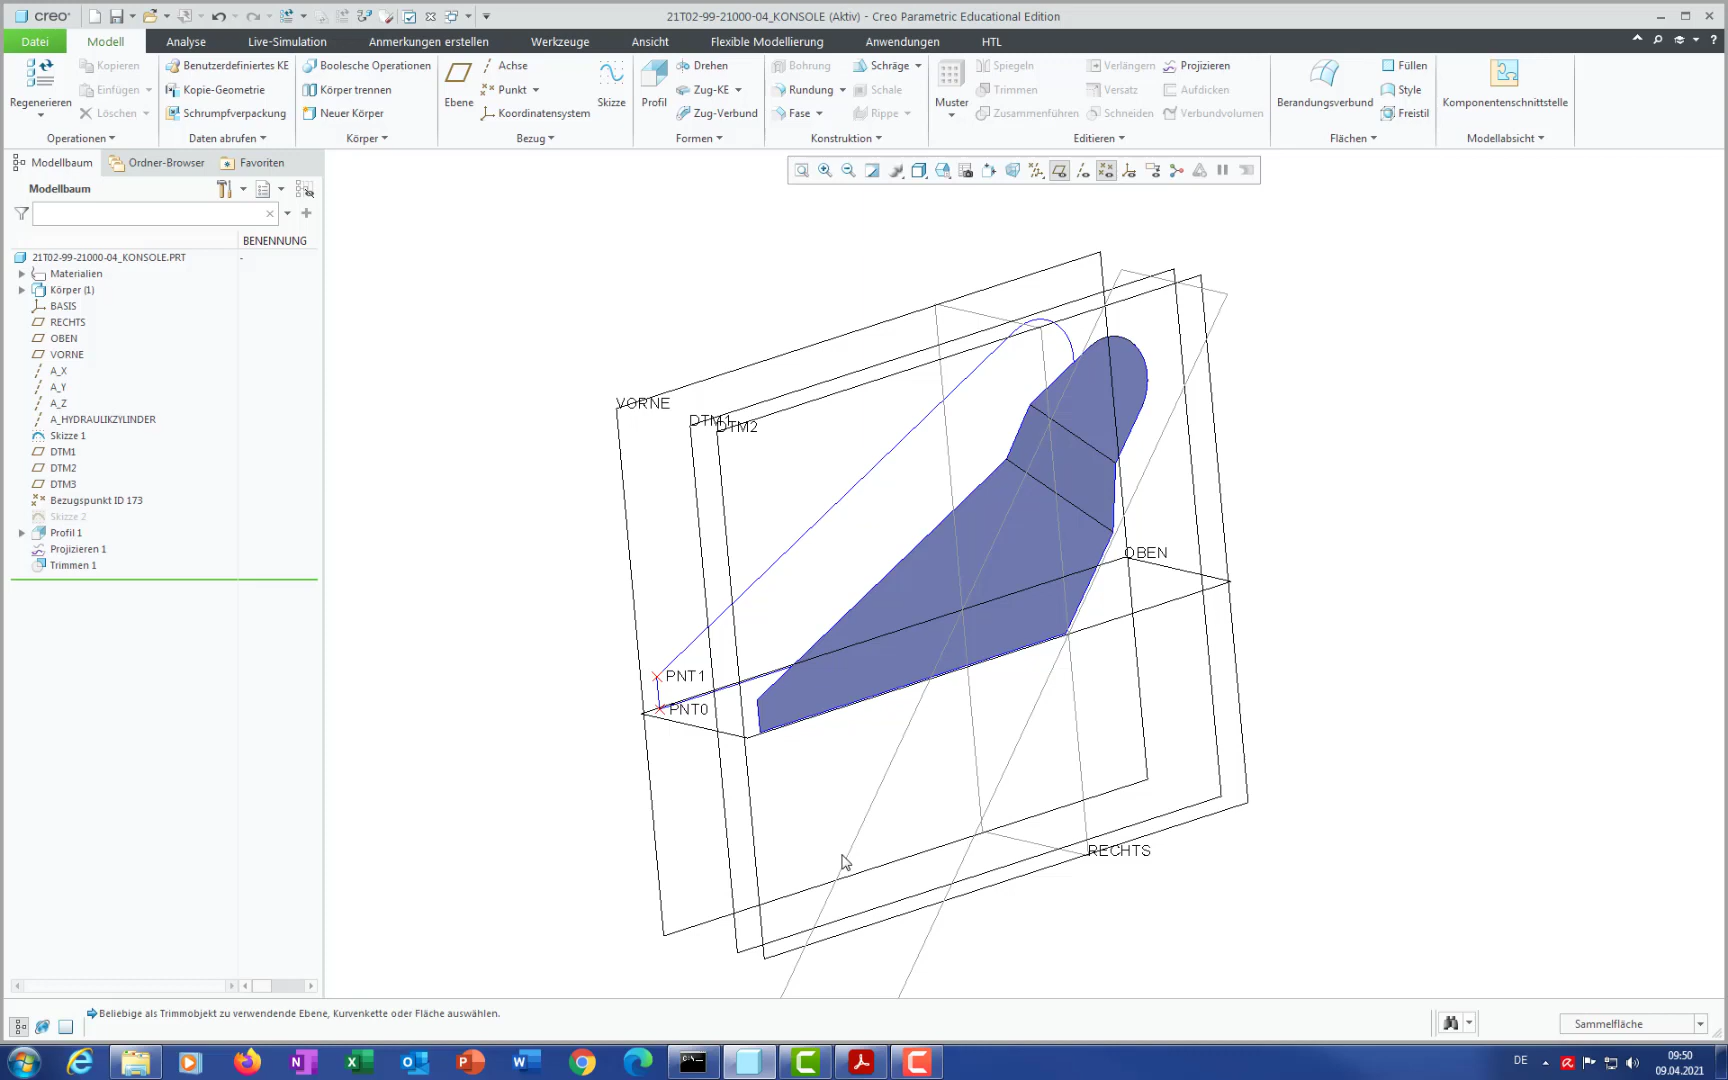 creo
21T02-99-21000-04_KONSOLE (Aktiv) - Creo Parametric Educational Edition
Datei
Modell
Analyse
Live-Simulation
Anmerkungen erstellen
Werkzeuge
Ansicht
Flexible Modellierung
Anwendungen
HTL
Regenerieren
Kopieren
Einfügen
Löschen
Operationen
Benutzerdefiniertes KE
Kopie-Geometrie
Schrumpfverpackung
Daten abrufen
Boolesche Operationen
Körper trennen
Neuer Körper
Körper
Ebene
Achse
Punkt
Koordinatensystem
Skizze
Bezug
Profil
Drehen
Zug-KE
Zug-Verbund
Formen
Bohrung
Rundung
Fase
Schräge
Schale
Rippe
Konstruktion
Muster
Spiegeln
Trimmen
Zusammenführen
Verlängern
Versatz
Schneiden
Projizieren
Aufdicken
Verbundvolumen
Editieren
Berandungsverbund
Füllen
Style
Freistil
Flächen
Komponentenschnittstelle
Modellabsicht
Modellbaum
Ordner-Browser
Favoriten
Modellbaum
BENENNUNG
21T02-99-21000-04_KONSOLE.PRT
-
Materialien
Körper (1)
BASIS
RECHTS
OBEN
VORNE
A_X
A_Y
A_Z
A_HYDRAULIKZYLINDER
Skizze 1
DTM1
DTM2
DTM3
Bezugspunkt ID 173
Skizze 2
Profil 1
Projizieren 1
Trimmen 1
VORNE
DTM1
DTM2
OBEN
PNT1
PNT0
RECHTS
Beliebige als Trimmobjekt zu verwendende Ebene, Kurvenkette oder Fläche auswählen.
Sammelfläche
DE
09:50
09.04.2021